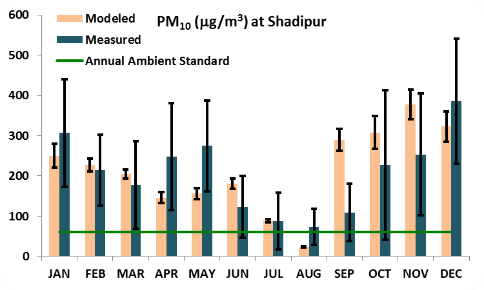 PM10 (µg/m³) at Shadipur
Modeled
Measured
Annual Ambient Standard
600
500
400
300
200
100
0
JAN FEB MAR APR MAY JUN JUL AUG SEP OCT NOV DEC